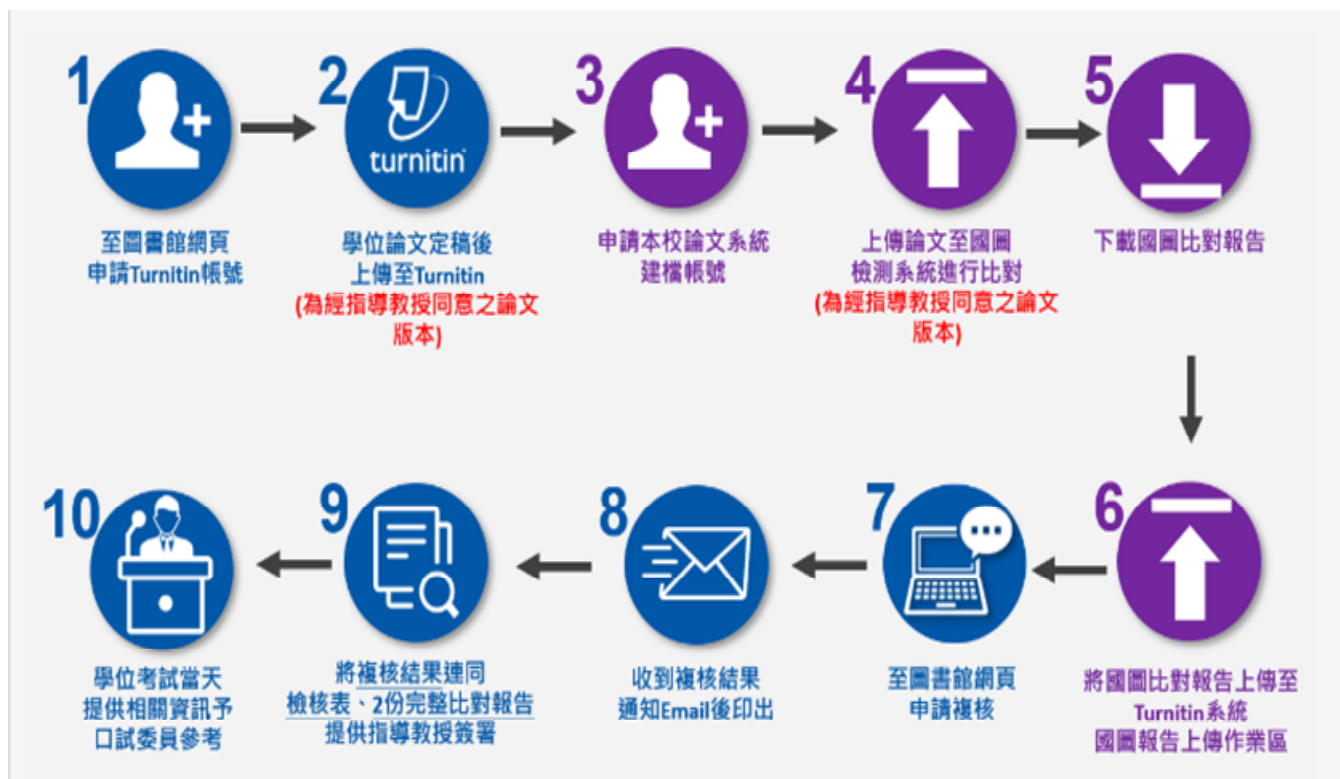 1
至圖書館網頁
申請Turnitin帳號
2
turnitin
學位論文定稿後
上傳至Turnitin
(為經指導教授同意之論文
版本)
3
申請本校論文系統
建檔帳號
4
上傳論文至國圖
檢測系統進行比對
(為經指導教授同意之論文
版本)
5
下載國圖比對報告
6
將國圖比對報告上傳至
Turnitin系統
國圖報告上傳作業區
7
至圖書館網頁
申請複核
8
收到複核結果
通知Email後印出
9
將複核結果連同
檢核表、2份完整比對報告
提供指導教授簽署
10
學位考試當天
提供相關資訊予
口試委員參考